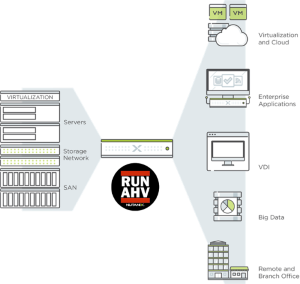 VM VM
Virtualization
and Cloud
VIRTUALIZATION
Servers
Storage
Network
SAN
RUN
AHV
NUTANIX
Enterprise
Applications
VDI
Big Data
Remote and
Branch Office